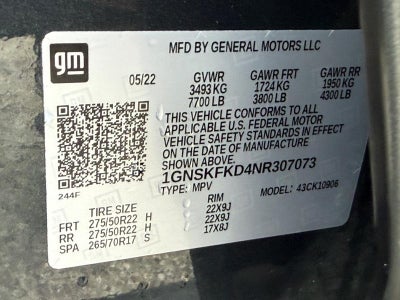 gm
MFD BY GENERAL MOTORS LLC
05/22 GVWR GAWR FRT GAWR RR
3493 KG 1724 KG 1950 KG
7700 LB 3800 LB 4300 LB
THIS VEHICLE CONFORMS TO ALL
APPLICABLE U.S. FEDERAL MOTOR
VEHICLE SAFETY STANDARDS IN
EFFECT ON THE DATE OF MANUFACTURE
SHOWN ABOVE.
1GNSKFKD4NR307073
244F TYPE: MPV 43CK10906
TIRE SIZE RIM
FRT 275/50R22 H 22X9J
RR 275/50R22 H 22X9J
SPA 265/70R17 S 17X8J